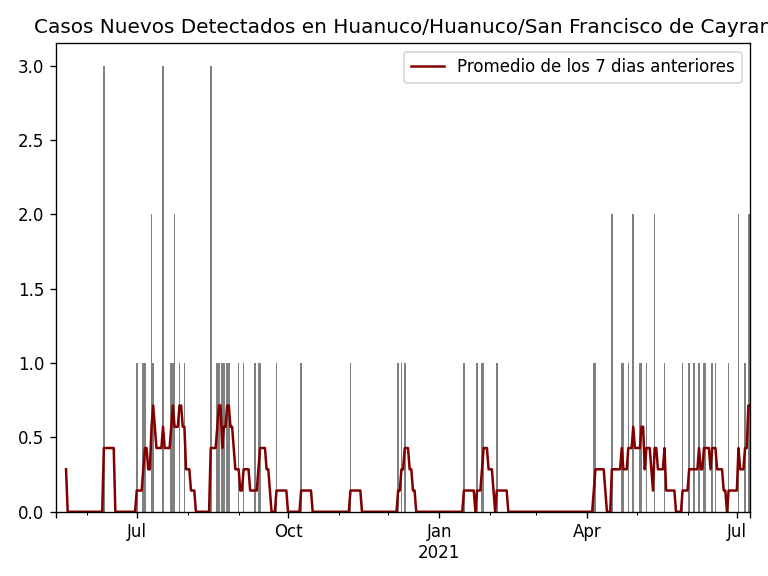 Casos Nuevos Detectados en Huanuco/Huanuco/San Francisco de Cayran
Promedio de los 7 dias anteriores
3.0
2.5
2.0
1.5
1.0
0.5
0.0
Jul
Oct
Jan
2021
Apr
Jul